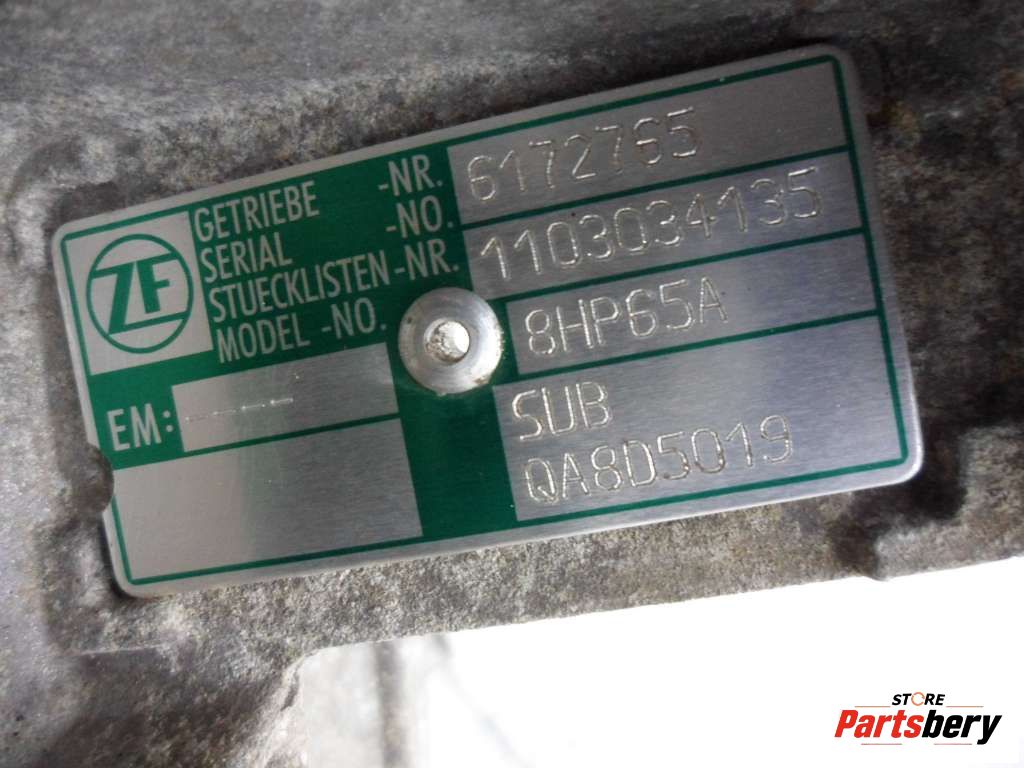 ZF
GETRIEBE -NR. 6172765
SERIAL -NO.
STUECKLISTEN -NR. 1103034135
MODEL -NO. 8HP65A
EM: ----
SUB
QA8D5019
STORE
Partsbery